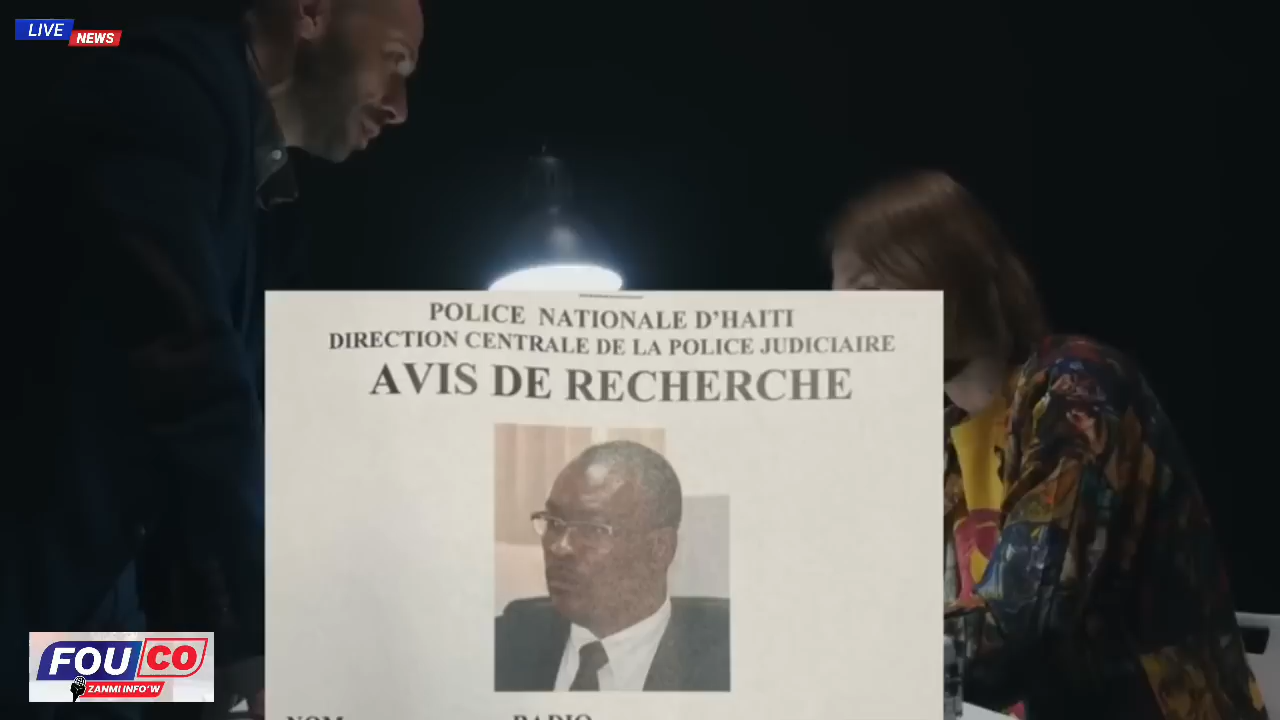 LIVE
NEWS
POLICE NATIONALE D'HAITI
DIRECTION CENTRALE DE LA POLICE JUDICIAIRE
AVIS DE RECHERCHE
FOUCO
ZANMI INFO'W